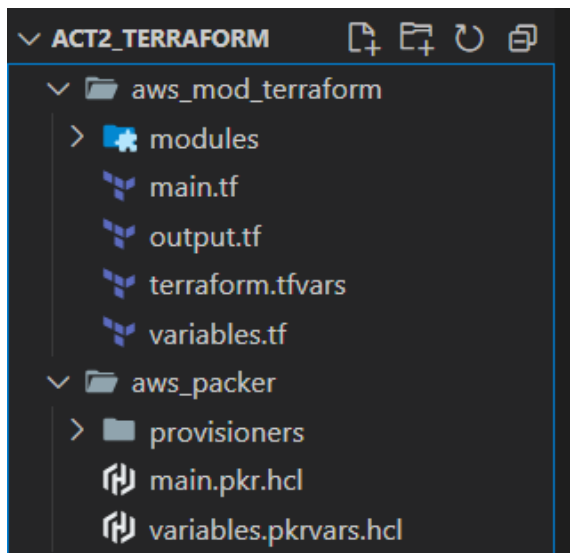 ACT2_TERRAFORM
aws_mod_terraform
modules
main.tf
output.tf
terraform.tfvars
variables.tf
aws_packer
provisioners
main.pkr.hcl
variables.pkrvars.hcl